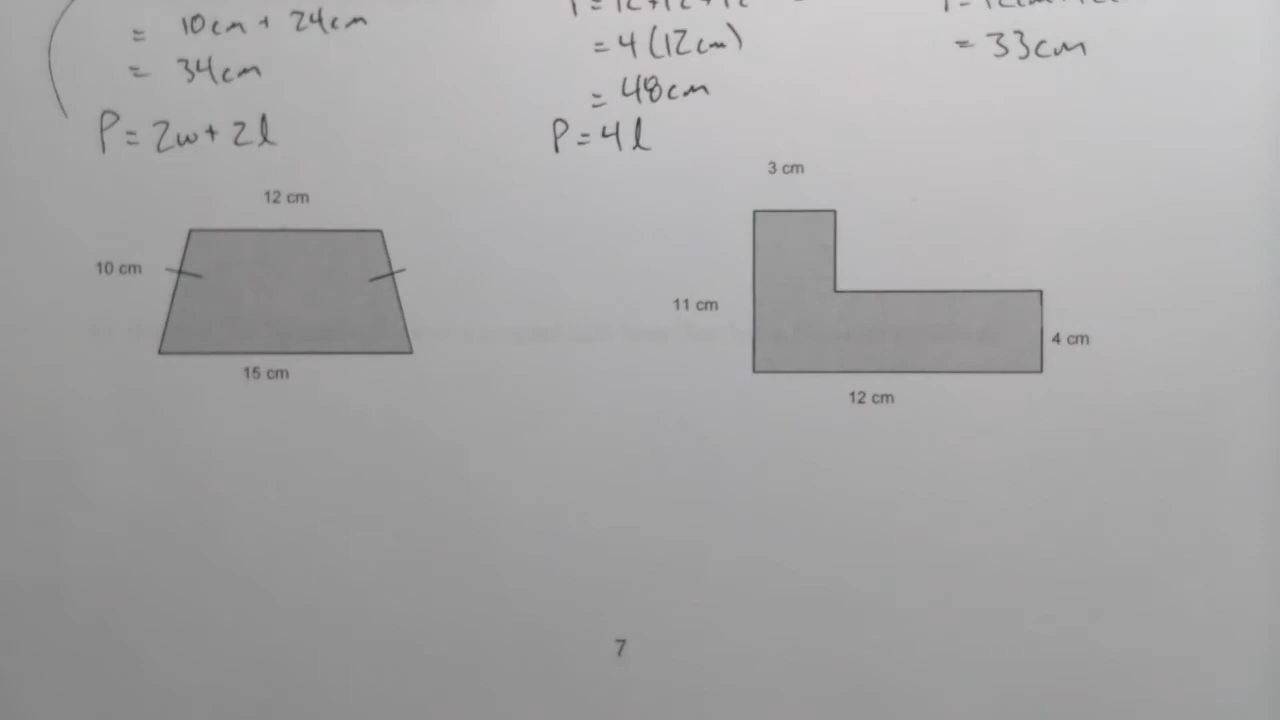 = 10cm + 24cm
= 34cm
P = 2w + 2l
= 4(12cm)
= 48cm
P = 4l
= 33cm
12 cm
10 cm
15 cm
3 cm
11 cm
4 cm
12 cm
7